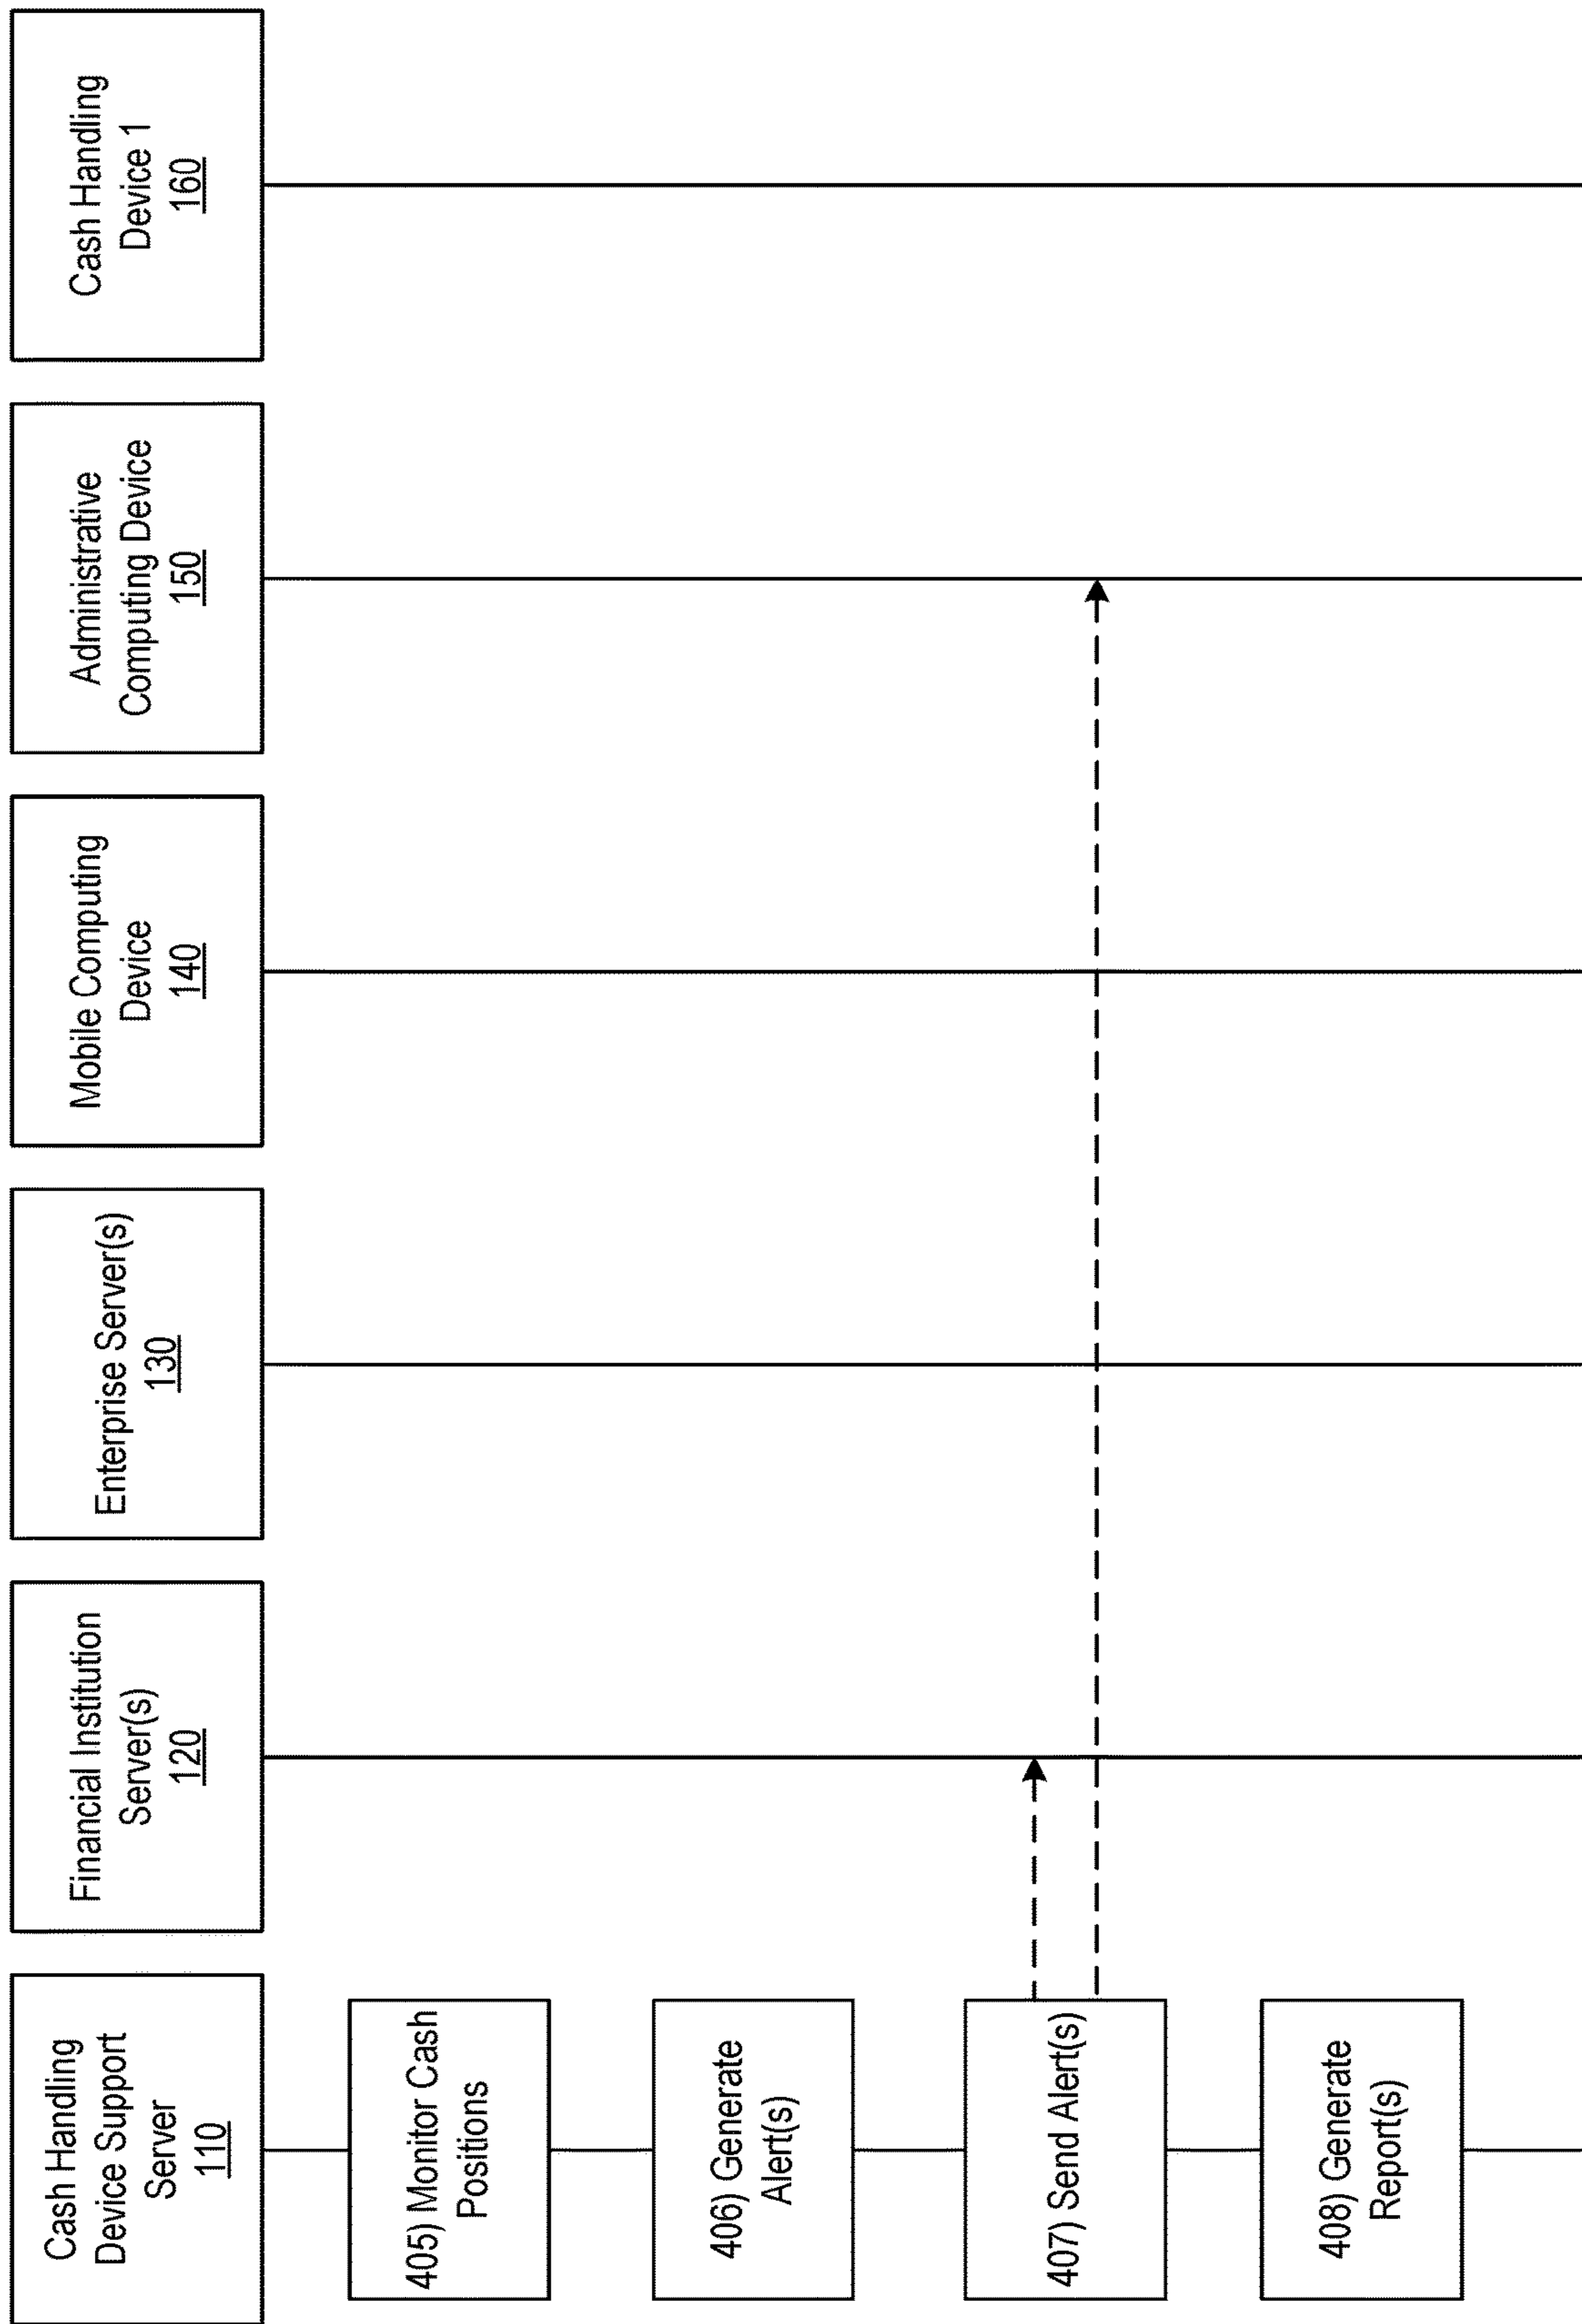 Cash Handling
Device Support
Server
110
Financial Institution
Server(s)
120
Enterprise Server(s)
130
Mobile Computing
Device
140
Administrative
Computing Device
150
Cash Handling
Device 1
160
405) Monitor Cash
Positions
406) Generate
Alert(s)
407) Send Alert(s)
408) Generate
Report(s)